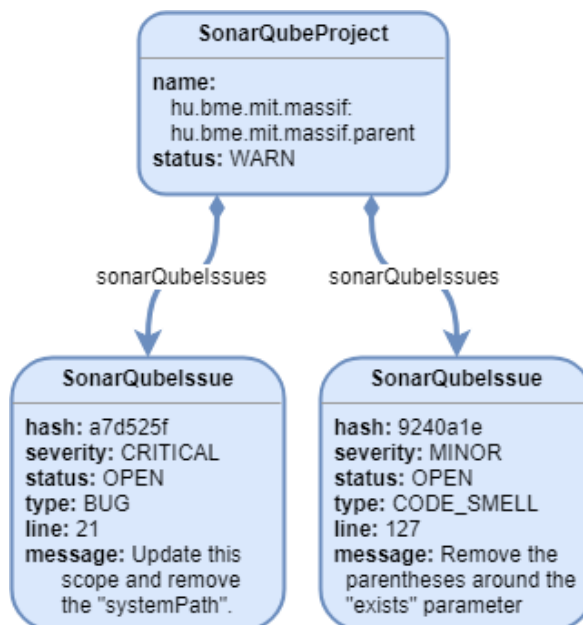 SonarQubeProject
name:
hu.bme.mit.massif:
hu.bme.mit.massif.parent
status: WARN
sonarQubeIssues
sonarQubeIssues
SonarQubeIssue
hash: a7d525f
severity: CRITICAL
status: OPEN
type: BUG
line: 21
message: Update this
scope and remove
the "systemPath".
SonarQubeIssue
hash: 9240a1e
severity: MINOR
status: OPEN
type: CODE_SMELL
line: 127
message: Remove the
parentheses around the
"exists" parameter